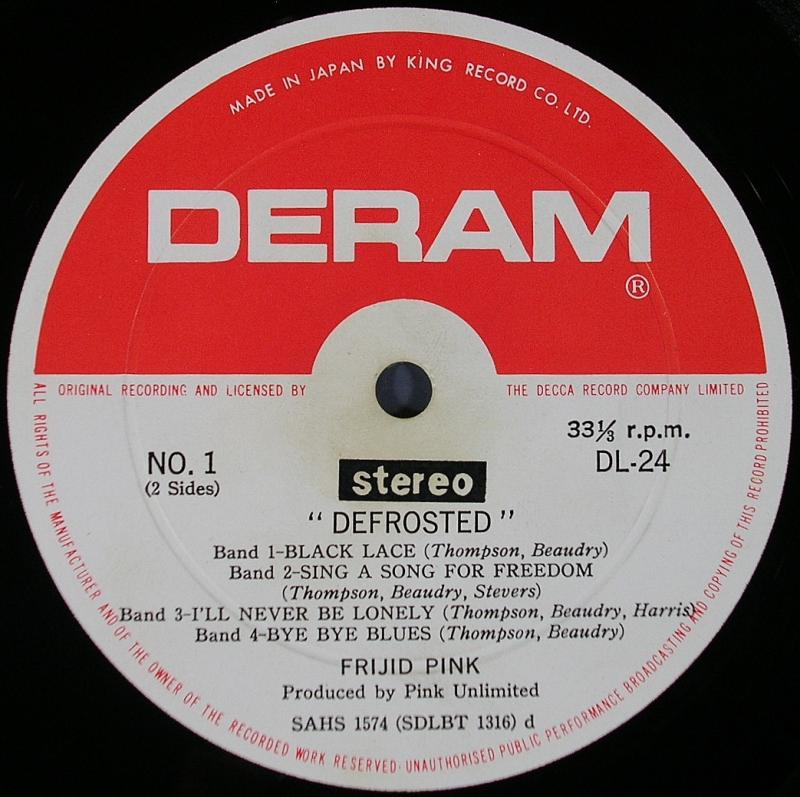 MADE IN JAPAN BY KING RECORD CO. LTD.
DERAM
®
ORIGINAL RECORDING AND LICENSED BY THE DECCA RECORD COMPANY LIMITED
33⅓ r.p.m.
NO. 1 DL-24
(2 Sides)
stereo
“ DEFROSTED ”
Band 1-BLACK LACE (Thompson, Beaudry)
Band 2-SING A SONG FOR FREEDOM
(Thompson, Beaudry, Stevers)
Band 3-I'LL NEVER BE LONELY (Thompson, Beaudry, Harris)
Band 4-BYE BYE BLUES (Thompson, Beaudry)
FRIJID PINK
Produced by Pink Unlimited
SAHS 1574 (SDLBT 1316) d
ALL RIGHTS OF THE MANUFACTURER AND OF THE OWNER OF THE RECORDED WORK RESERVED· UNAUTHORISED PUBLIC PERFORMANCE BROADCASTING AND COPYING OF THIS RECORD PROHIBITED